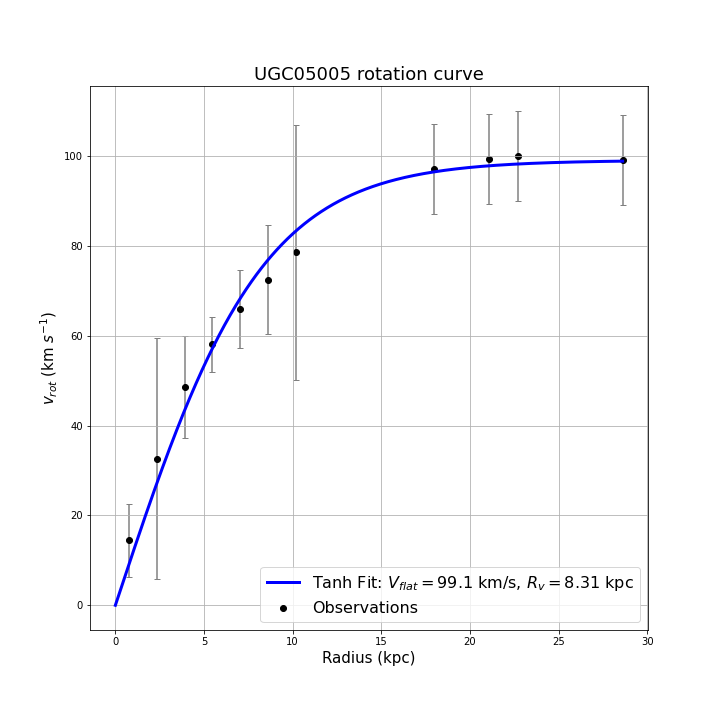 UGC05005 rotation curve
100
80
60
40
20
0
v_rot (km s⁻¹)
0 5 10 15 20 25 30
Radius (kpc)
Tanh Fit: V_flat = 99.1 km/s, R_v = 8.31 kpc
Observations